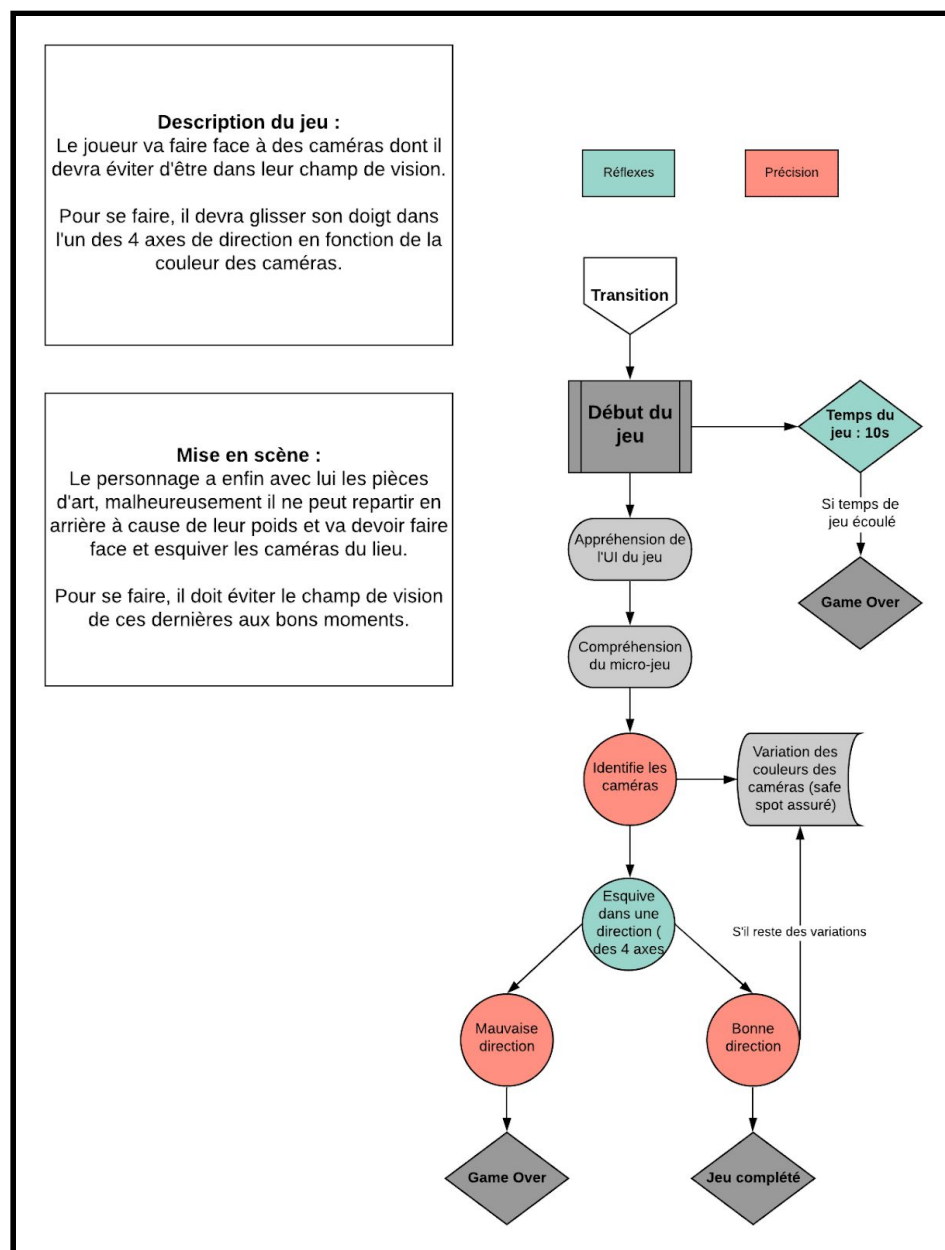 Description du jeu :
Le joueur va faire face à des caméras dont il
devra éviter d'être dans leur champ de vision.
Pour se faire, il devra glisser son doigt dans
l'un des 4 axes de direction en fonction de la
couleur des caméras.
Mise en scène :
Le personnage a enfin avec lui les pièces
d'art, malheureusement il ne peut repartir en
arrière à cause de leur poids et va devoir faire
face et esquiver les caméras du lieu.
Pour se faire, il doit éviter le champ de vision
de ces dernières aux bons moments.
Réflexes
Précision
Transition
Début du
jeu
Temps du
jeu : 10s
Si temps de
jeu écoulé
Game Over
Appréhension de
l'UI du jeu
Compréhension
du micro-jeu
Identifie les
caméras
Variation des
couleurs des
caméras (safe
spot assuré)
Esquive
dans une
direction (
des 4 axes
S'il reste des variations
Mauvaise
direction
Bonne
direction
Game Over
Jeu complété